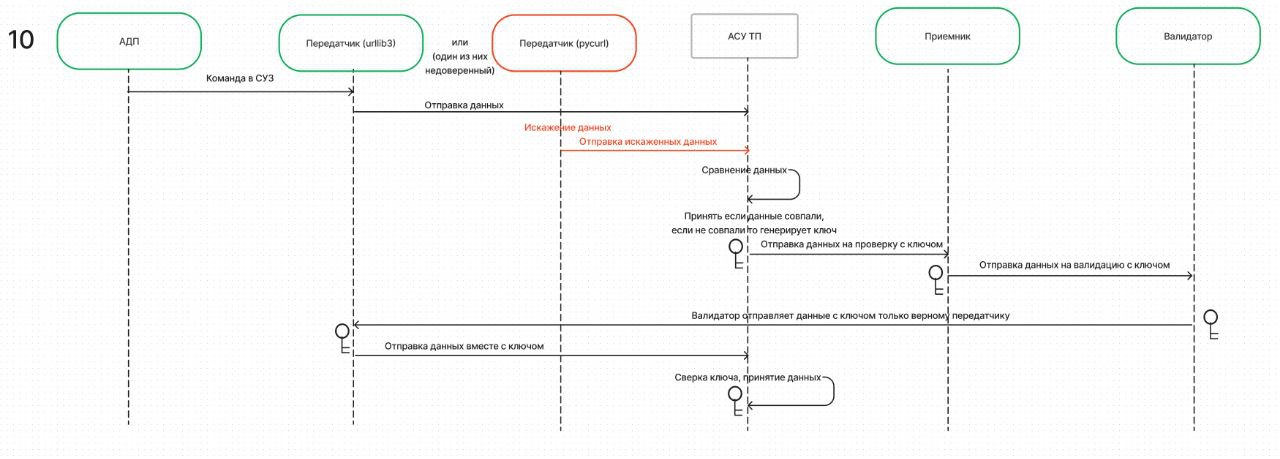 10
АДП
Передатчик (urllib3)
или
(один из них
недоверенный)
Передатчик (pycurl)
АСУ ТП
Приемник
Валидатор
Команда в СУЗ
Отправка данных
Искажение данных
Отправка искаженных данных
Сравнение данных
Принять если данные совпали,
если не совпали то генерирует ключ
Отправка данных на проверку с ключом
Отправка данных на валидацию с ключом
Валидатор отправляет данные с ключом только верному передатчику
Отправка данных вместе с ключом
Сверка ключа, принятие данных